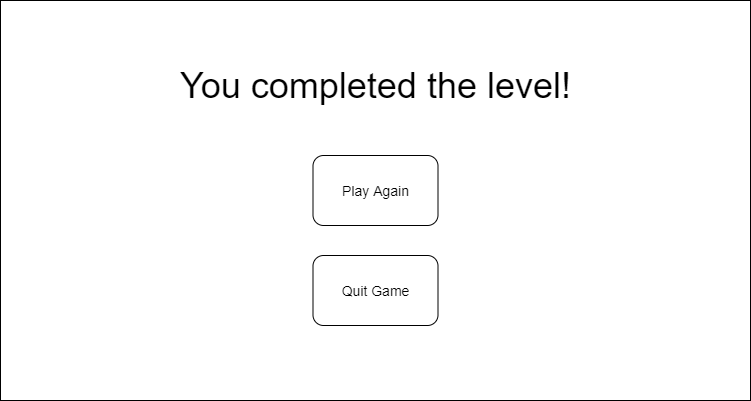 You completed the level!
Play Again
Quit Game